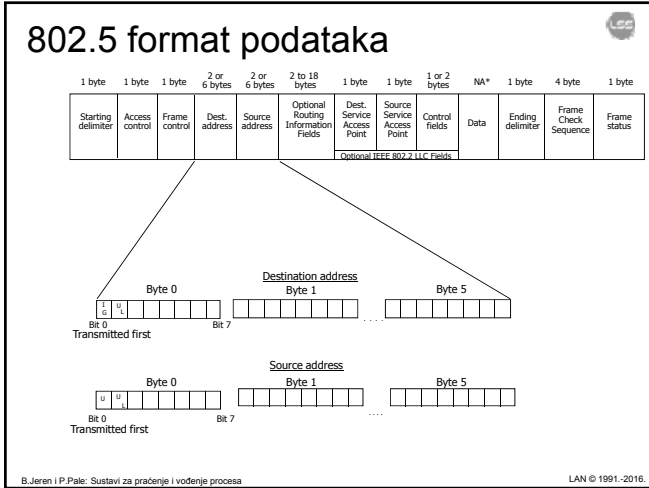 LSS
802.5 format podataka
1 byte 1 byte 1 byte 2 or 6 bytes 2 or 6 bytes 2 to 18 bytes 1 byte 1 byte 1 or 2 bytes NA* 1 byte 4 byte 1 byte
Starting delimiter Access control Frame control Dest. address Source address Optional Routing Information Fields Dest. Service Access Point Source Service Access Point Control fields Data Ending delimiter Frame Check Sequence Frame status
Optional IEEE 802.2 LLC Fields
Destination address
Byte 0 Byte 1 Byte 5
I G U L . . . .
Bit 0 Bit 7
Transmitted first
Source address
Byte 0 Byte 1 Byte 5
U U L ....
Bit 0 Bit 7
Transmitted first
B.Jeren i P.Pale: Sustavi za praćenje i vođenje procesa LAN © 1991.-2016.